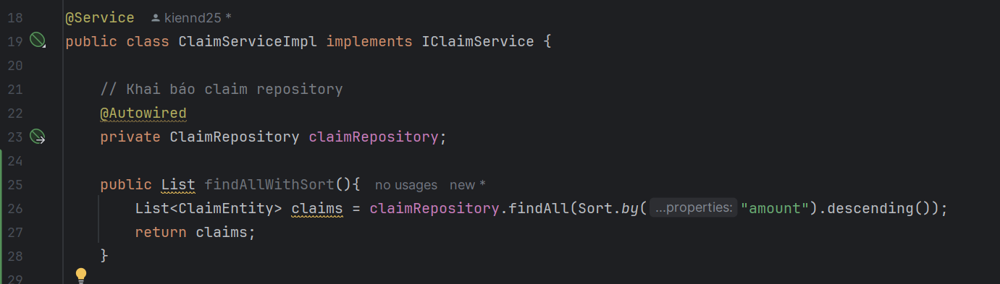 18 @Service kiennd25 *
19 public class ClaimServiceImpl implements IClaimService {
20
21 // Khai báo claim repository
22 @Autowired
23 private ClaimRepository claimRepository;
24
25 public List findAllWithSort(){ no usages new *
26 List<ClaimEntity> claims = claimRepository.findAll(Sort.by(...properties: "amount").descending());
27 return claims;
28 }
29